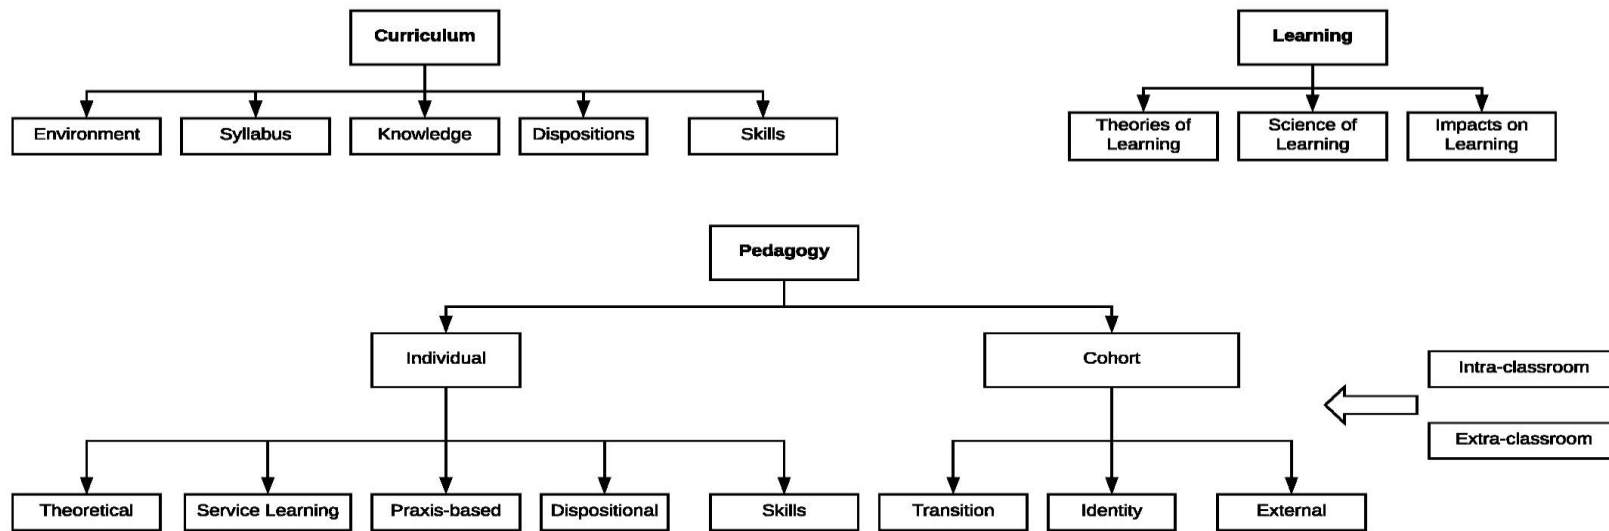 Curriculum
Learning
Environment
Syllabus
Knowledge
Dispositions
Skills
Theories of
Learning
Science of
Learning
Impacts on
Learning
Pedagogy
Individual
Cohort
Intra-classroom
Extra-classroom
Theoretical
Service Learning
Praxis-based
Dispositional
Skills
Transition
Identity
External